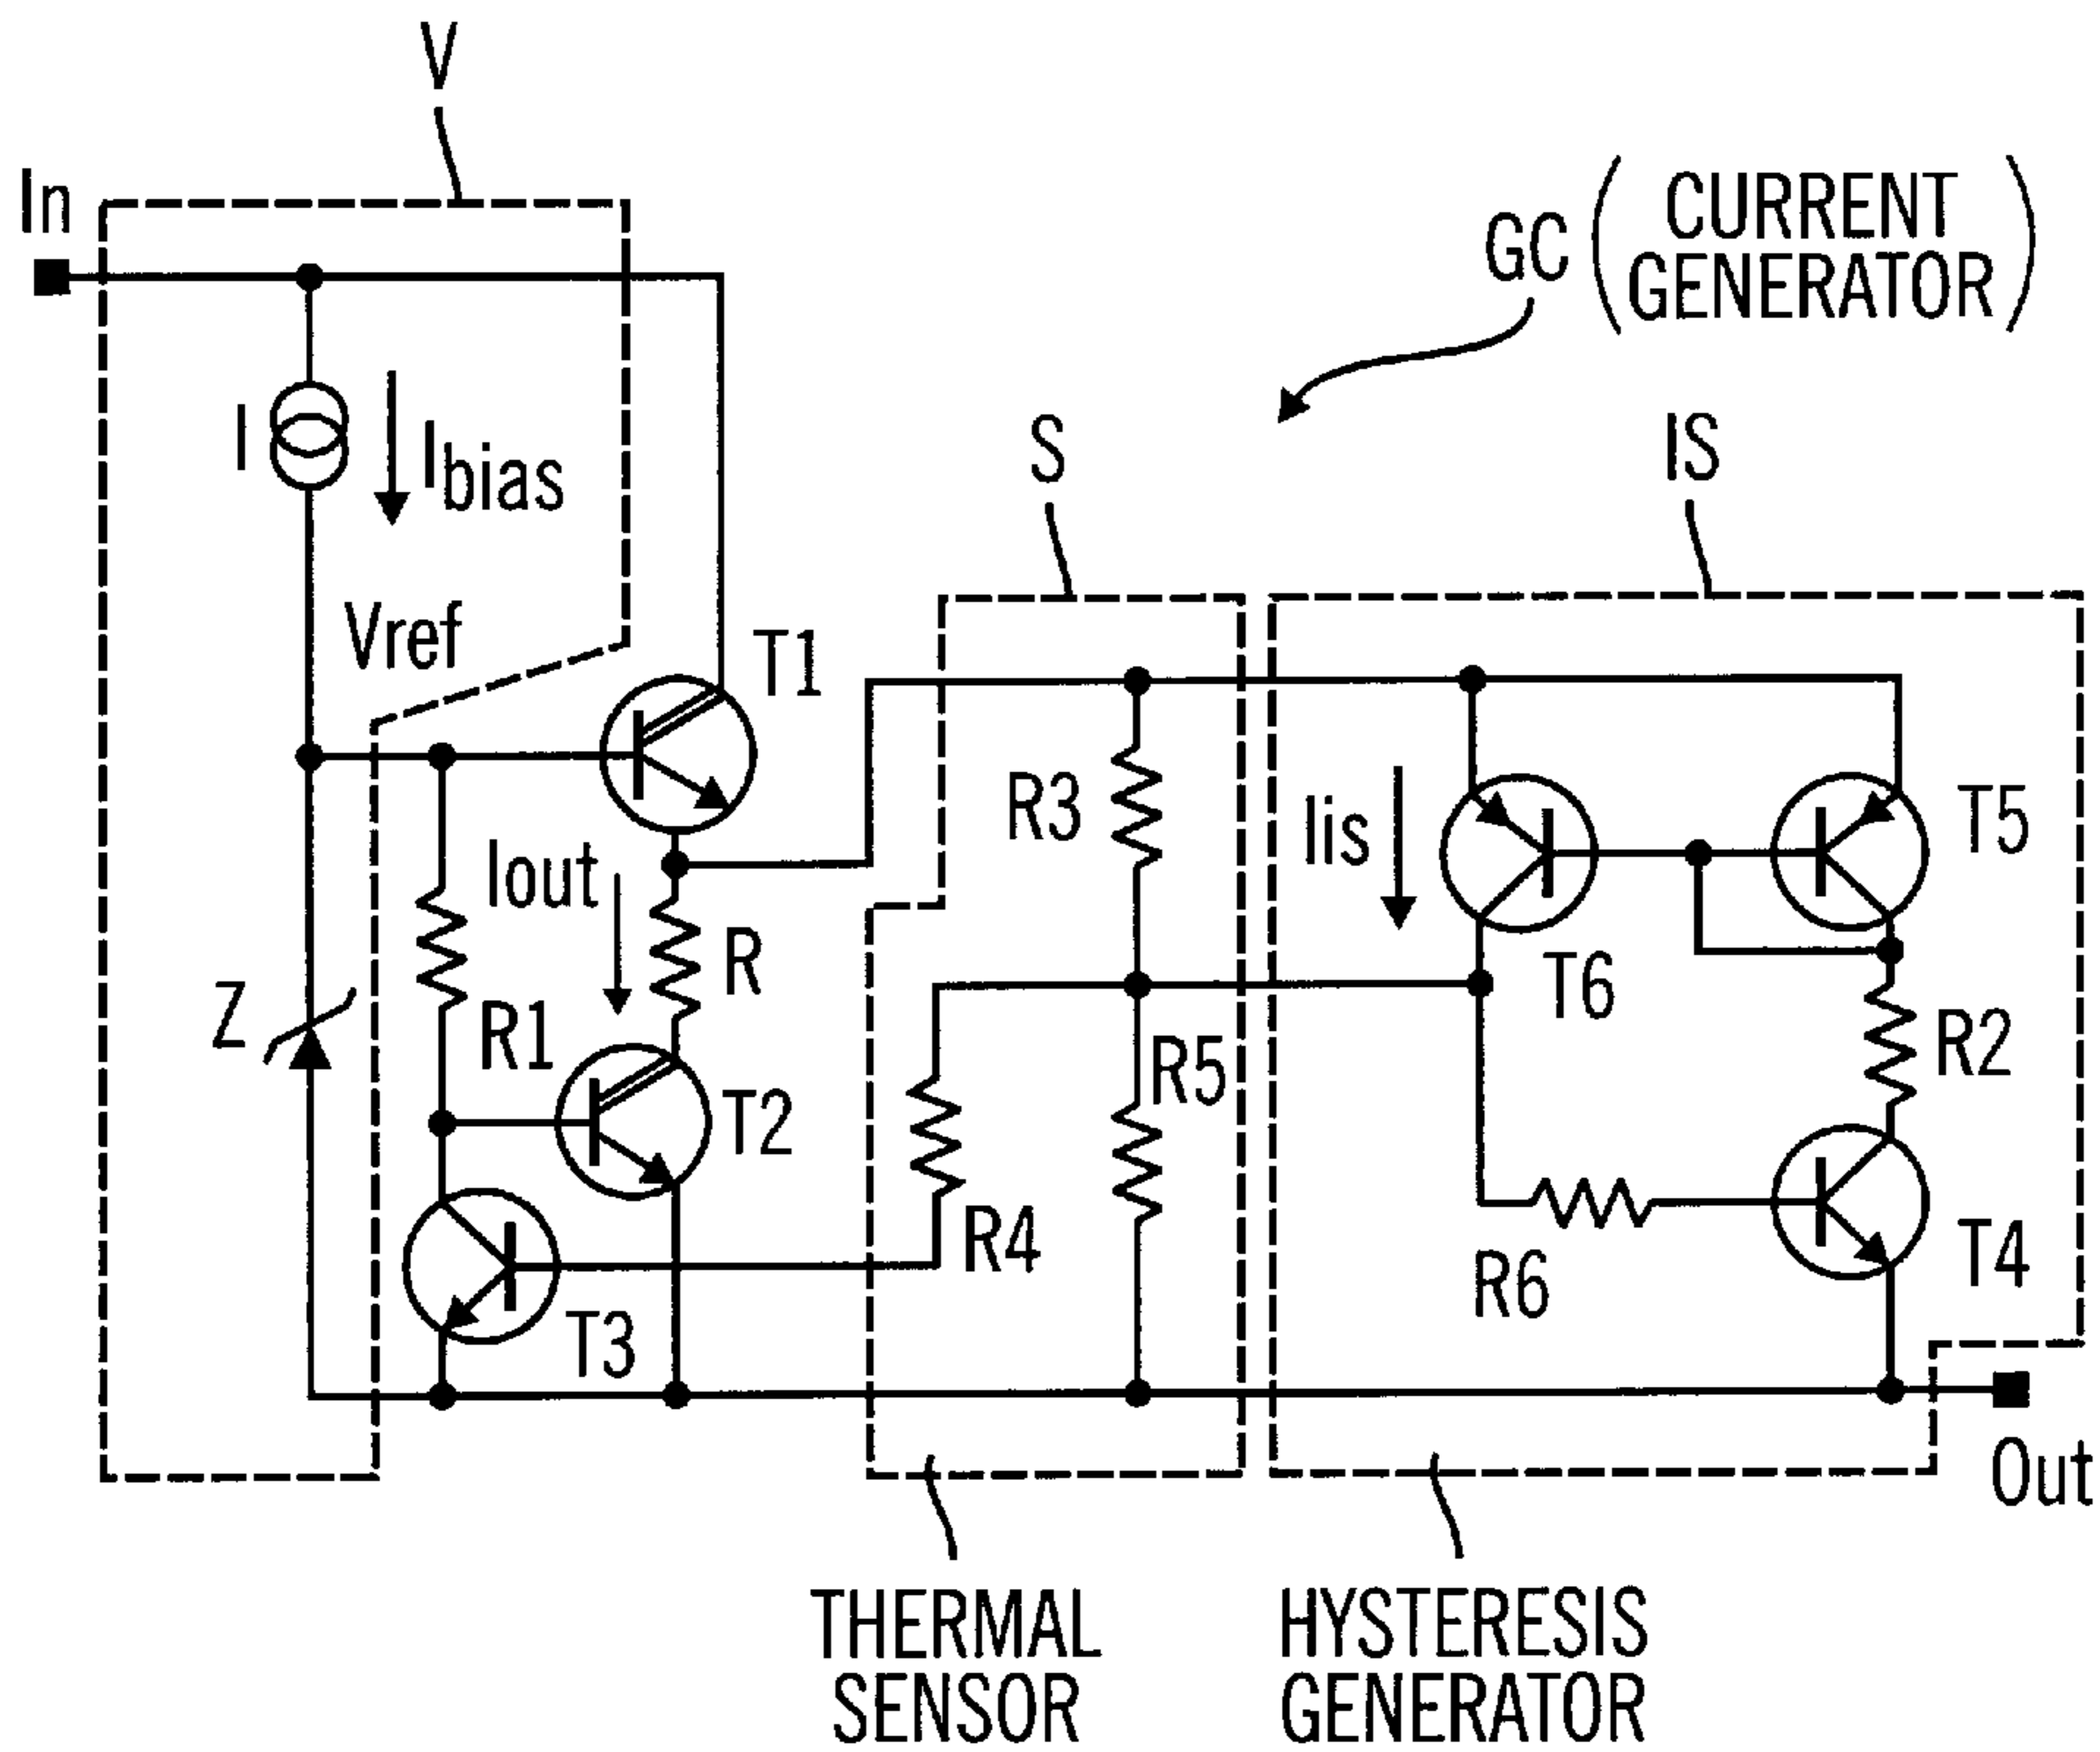 V
In
GC
CURRENT
GENERATOR
I
Ibias
S
IS
Vref
T1
R3
Iis
T5
Iout
R
T6
Z
R1
R5
R2
T2
R4
R6
T4
T3
Out
THERMAL
SENSOR
HYSTERESIS
GENERATOR